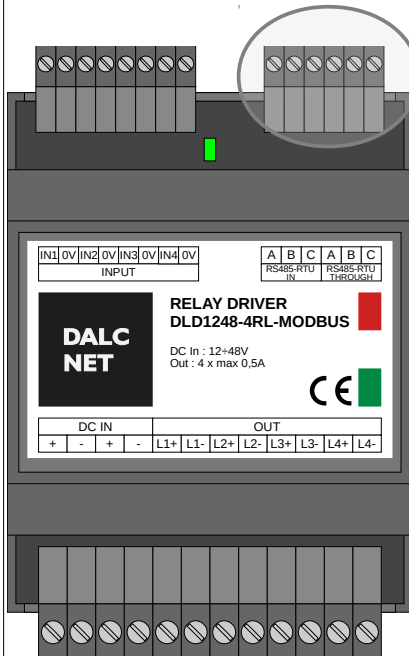 IN1 0V IN2 0V IN3 0V IN4 0V
INPUT
A B C A B C
RS485-RTU IN RS485-RTU THROUGH
DALC
NET
RELAY DRIVER
DLD1248-4RL-MODBUS
DC In : 12÷48V
Out : 4 x max 0,5A
CE
DC IN OUT
+ - + - L1+ L1- L2+ L2- L3+ L3- L4+ L4-